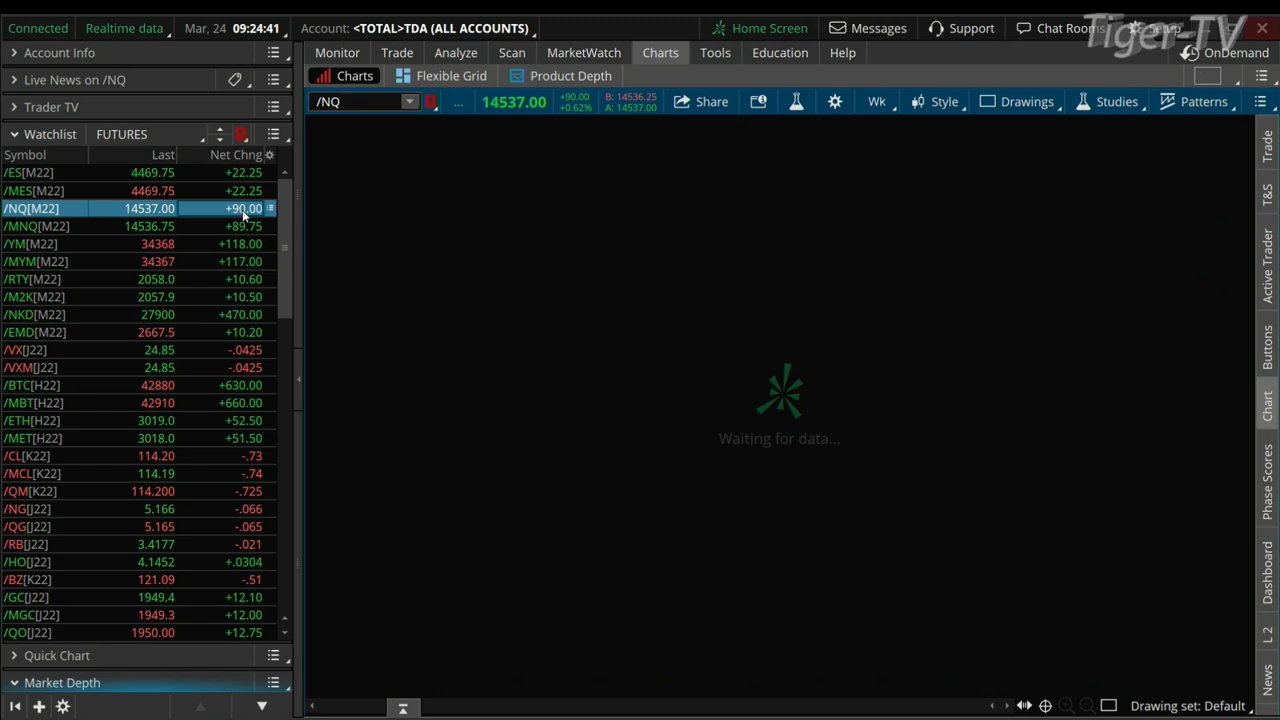 Connected Realtime data Mar, 24 09:24:41 Account: <TOTAL>TDA (ALL ACCOUNTS) Home Screen Messages Support Chat Rooms Setup
Tiger-TV
Account Info
Monitor Trade Analyze Scan MarketWatch Charts Tools Education Help OnDemand
Live News on /NQ
Charts Flexible Grid Product Depth
Trader TV
/NQ ... 14537.00 +90.00 +0.62% B: 14536.25 A: 14537.00 Share Wk Style Drawings Studies Patterns
Watchlist FUTURES
Symbol Last Net Chng
/ES[M22] 4469.75 +22.25
/MES[M22] 4469.75 +22.25
/NQ[M22] 14537.00 +90.00
/MNQ[M22] 14536.75 +89.75
/YM[M22] 34368 +118.00
/MYM[M22] 34367 +117.00
/RTY[M22] 2058.0 +10.60
/M2K[M22] 2057.9 +10.50
/NKD[M22] 27900 +470.00
/EMD[M22] 2667.5 +10.20
/VX[J22] 24.85 -.0425
/VXM[J22] 24.85 -.0425
/BTC[H22] 42880 +630.00
/MBT[H22] 42910 +660.00
/ETH[H22] 3019.0 +52.50
/MET[H22] 3018.0 +51.50
/CL[K22] 114.20 -.73
/MCL[K22] 114.19 -.74
/QM[K22] 114.200 -.725
/NG[J22] 5.166 -.066
/QG[J22] 5.165 -.065
/RB[J22] 3.4177 -.021
/HO[J22] 4.1452 +.0304
/BZ[K22] 121.09 -.51
/GC[J22] 1949.4 +12.10
/MGC[J22] 1949.3 +12.00
/QO[J22] 1950.00 +12.75
Quick Chart
Market Depth
Waiting for data...
Trade
T&S
Active Trader
Buttons
Chart
Phase Scores
Dashboard
L 2
News
Drawing set: Default